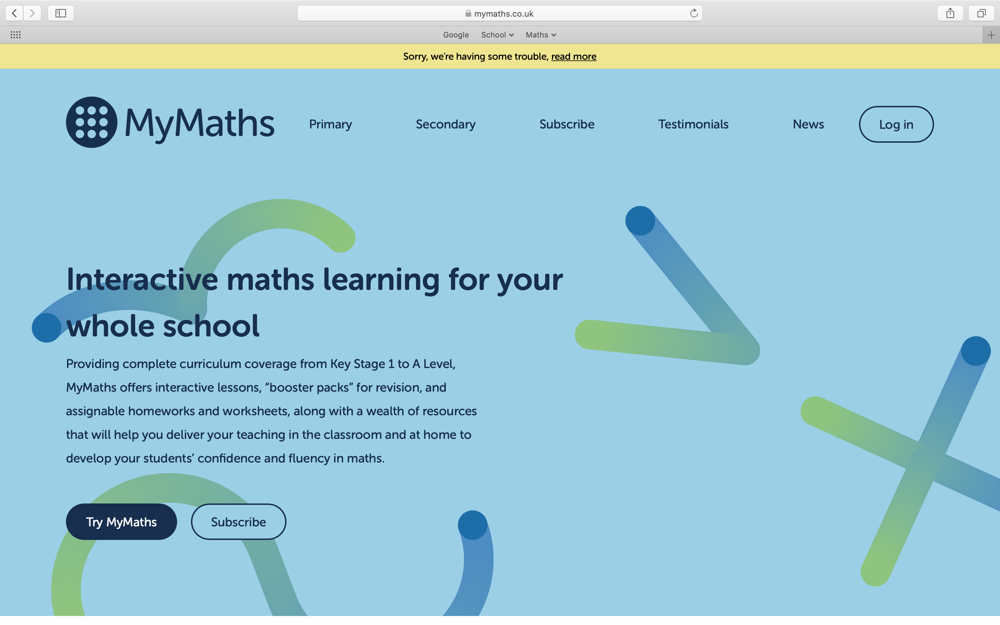 mymaths.co.uk
Google School Maths
Sorry, we're having some trouble, read more
MyMaths Primary Secondary Subscribe Testimonials News Log in
Interactive maths learning for your
whole school
Providing complete curriculum coverage from Key Stage 1 to A Level,
MyMaths offers interactive lessons, “booster packs” for revision, and
assignable homeworks and worksheets, along with a wealth of resources
that will help you deliver your teaching in the classroom and at home to
develop your students’ confidence and fluency in maths.
Try MyMaths Subscribe